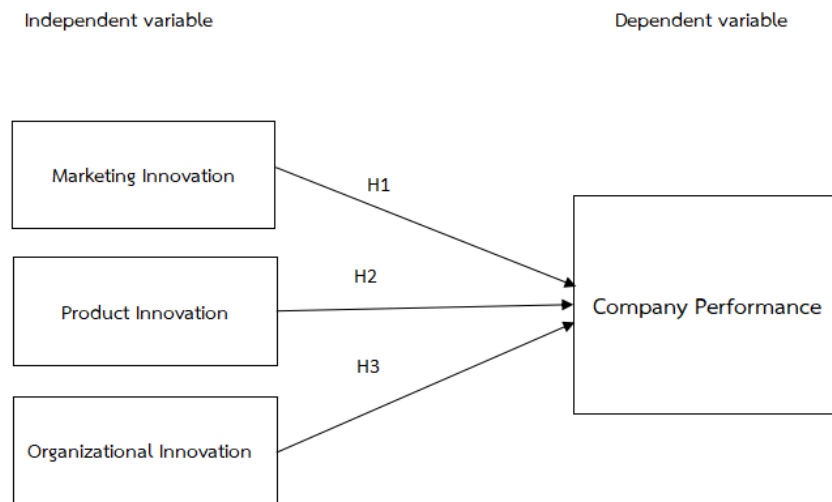 Independent variable
Dependent variable
Marketing Innovation
H1
Product Innovation
H2
Company Performance
H3
Organizational Innovation